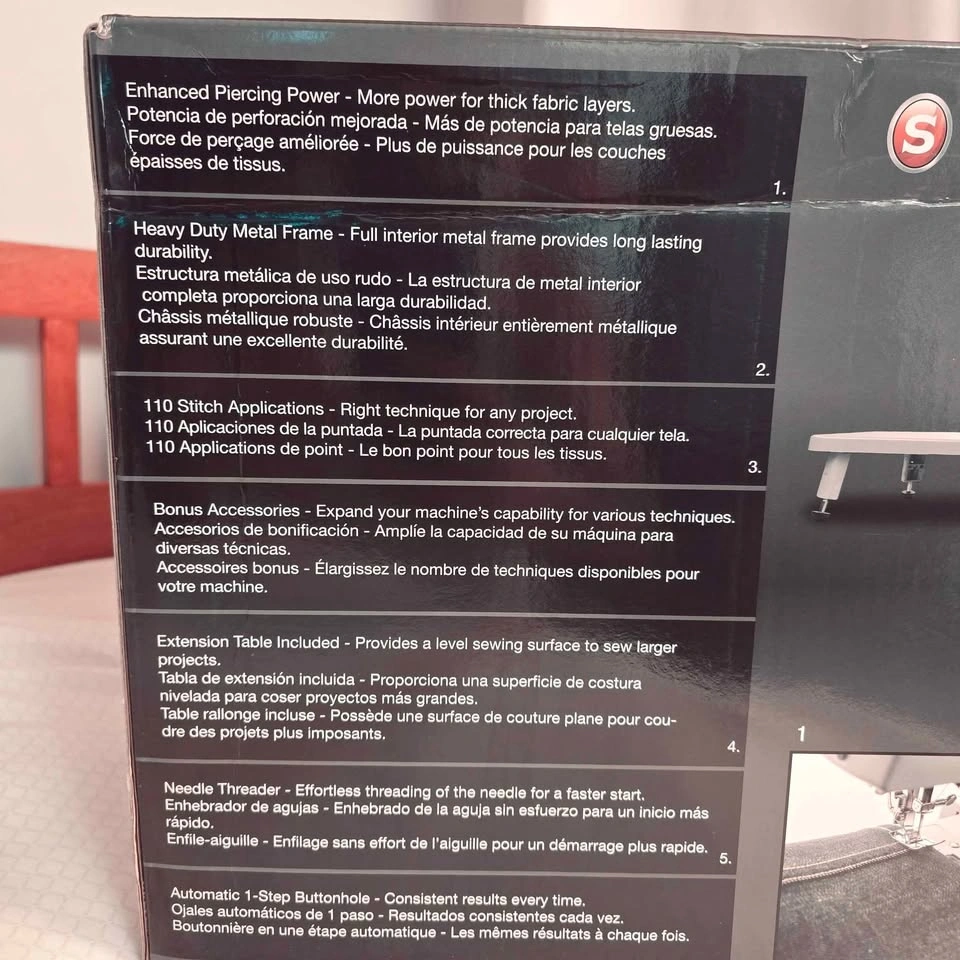 Enhanced Piercing Power - More power for thick fabric layers.
Potencia de perforación mejorada - Más de potencia para telas gruesas.
Force de perçage améliorée - Plus de puissance pour les couches
épaisses de tissus.
1.
Heavy Duty Metal Frame - Full interior metal frame provides long lasting
durability.
Estructura metálica de uso rudo - La estructura de metal interior
completa proporciona una larga durabilidad.
Châssis métallique robuste - Châssis intérieur entièrement métallique
assurant une excellente durabilité.
2.
110 Stitch Applications - Right technique for any project.
110 Aplicaciones de la puntada - La puntada correcta para cualquier tela.
110 Applications de point - Le bon point pour tous les tissus.
3.
Bonus Accessories - Expand your machine's capability for various techniques.
Accesorios de bonificación - Amplíe la capacidad de su máquina para
diversas técnicas.
Accessoires bonus - Élargissez le nombre de techniques disponibles pour
votre machine.
Extension Table Included - Provides a level sewing surface to sew larger
projects.
Tabla de extensión incluida - Proporciona una superficie de costura
nivelada para coser proyectos más grandes.
Table rallonge incluse - Possède une surface de couture plane pour cou-
dre des projets plus imposants.
4.
Needle Threader - Effortless threading of the needle for a faster start.
Enhebrador de agujas - Enhebrado de la aguja sin esfuerzo para un inicio más
rápido.
Enfile-aiguille - Enfilage sans effort de l'aiguille pour un démarrage plus rapide.
5.
Automatic 1-Step Buttonhole - Consistent results every time.
Ojales automáticos de 1 paso - Resultados consistentes cada vez.
Boutonnière en une étape automatique - Les mêmes résultats à chaque fois.
S
1